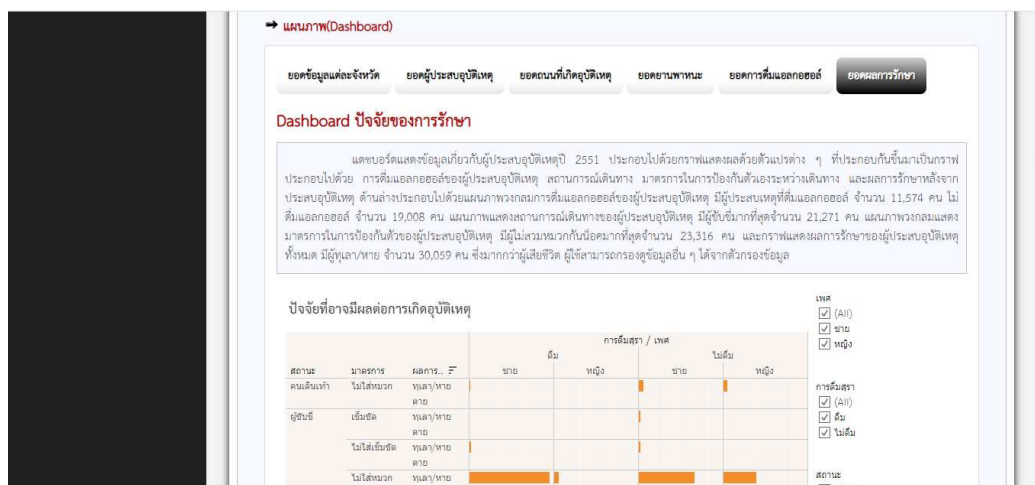 แผนภาพ(Dashboard)
ยอดข้อมูลแต่ละจังหวัด ยอดผู้ประสบอุบัติเหตุ ยอดถนนที่เกิดอุบัติเหตุ ยอดยานพาหนะ ยอดการดื่มแอลกอฮอล์ ยอดผลการรักษา
Dashboard ปัจจัยของการรักษา
แดชบอร์ดแสดงข้อมูลเกี่ยวกับผู้ประสบอุบัติเหตุปี 2551 ประกอบไปด้วยกราฟแสดงผลด้วยตัวแปรต่าง ๆ ที่ประกอบกันขึ้นมาเป็นกราฟ
ประกอบไปด้วย การดื่มแอลกอฮอล์ของผู้ประสบอุบัติเหตุ สถานการณ์เดินทาง มาตรการในการป้องกันตัวเองระหว่างเดินทาง และผลการรักษาหลังจาก
ประสบอุบัติเหตุ ด้านล่างประกอบไปด้วยแผนภาพวงกลมการดื่มแอลกอฮอล์ของผู้ประสบอุบัติเหตุ มีผู้ประสบเหตุที่ดื่มแอลกอฮอล์ จำนวน 11,574 คน ไม่
ดื่มแอลกอฮอล์ จำนวน 19,008 คน แผนภาพแสดงสถานการณ์เดินทางของผู้ประสบอุบัติเหตุ มีผู้ขับขี่มากที่สุดจำนวน 21,271 คน แผนภาพวงกลมแสดง
มาตรการในการป้องกันตัวของผู้ประสบอุบัติเหตุ มีผู้ไม่สวมหมวกกันน็อคมากที่สุดจำนวน 23,316 คน และกราฟแสดงผลการรักษาของผู้ประสบอุบัติเหตุ
ทั้งหมด มีผู้ทุเลา/หาย จำนวน 30,059 คน ซึ่งมากกว่าผู้เสียชีวิต ผู้ใช้สามารถกรองดูข้อมูลอื่น ๆ ได้จากตัวกรองข้อมูล
ปัจจัยที่อาจมีผลต่อการเกิดอุบัติเหตุ
การดื่มสุรา / เพศ
ดื่ม ไม่ดื่ม
สถานะ มาตรการ ผลการ.. ชาย หญิง ชาย หญิง
คนเดินเท้า ไม่ใส่หมวก ทุเลา/หาย
ตาย
ผู้ขับขี่ เข็มขัด ทุเลา/หาย
ตาย
ไม่ใส่เข็มขัด ทุเลา/หาย
ตาย
ไม่ใส่หมวก ทุเลา/หาย
เพศ
(All)
ชาย
หญิง
การดื่มสุรา
(All)
ดื่ม
ไม่ดื่ม
สถานะ